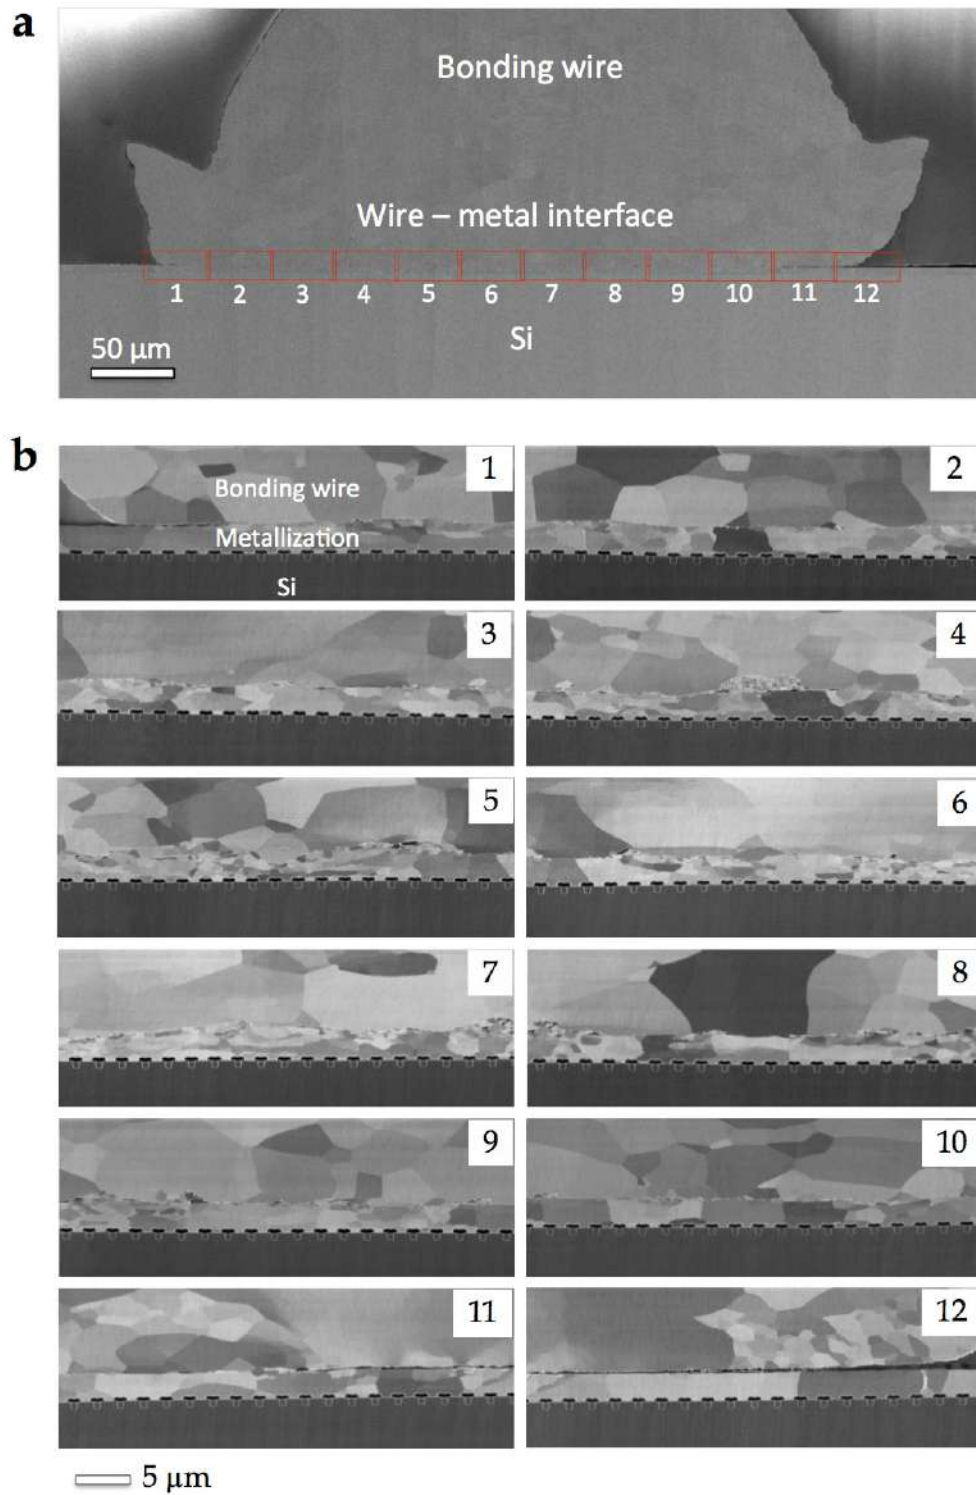 a
Bonding wire
Wire – metal interface
1 2 3 4 5 6 7 8 9 10 11 12
Si
50 µm
b
1
Bonding wire
Metallization
Si
2
3
4
5
6
7
8
9
10
11
12
5 µm